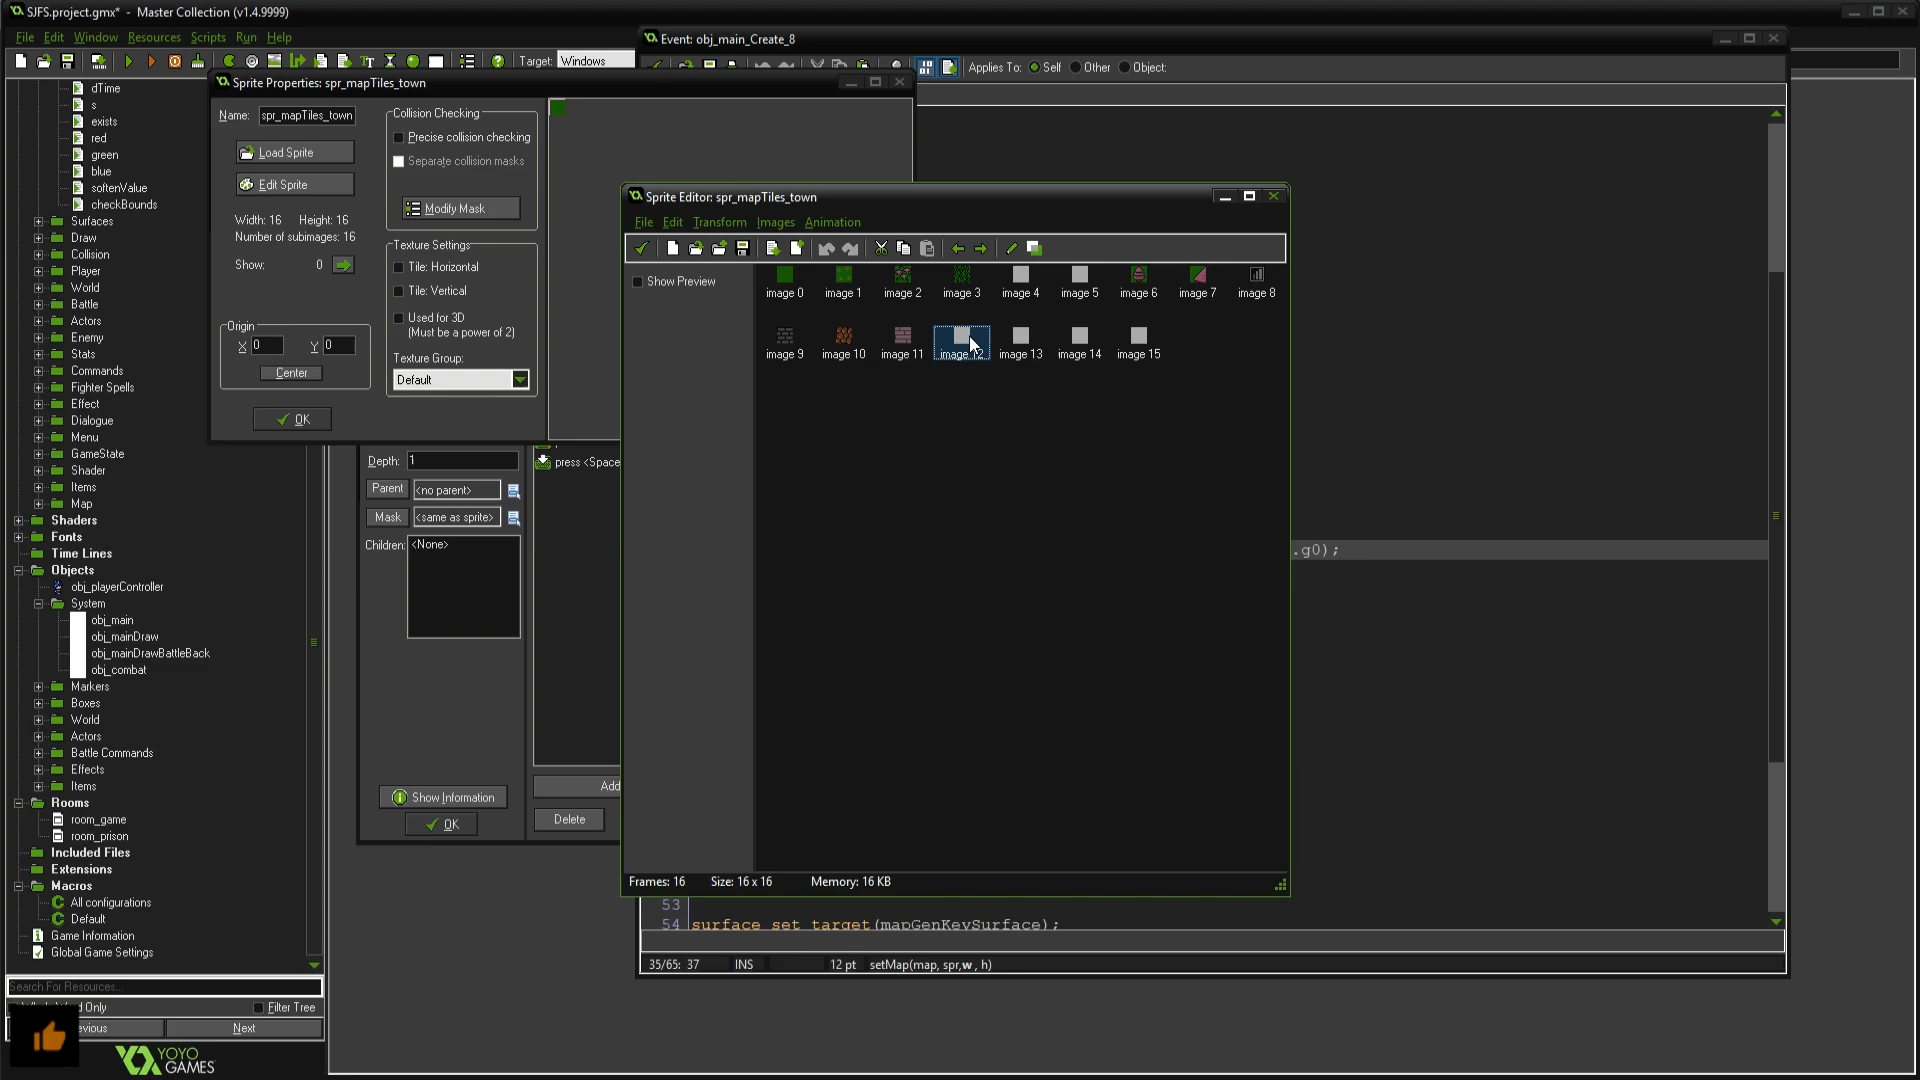 SJFS.project.gmx* - Master Collection (v1.4.9999)
File Edit Window Resources Scripts Run Help
Target: Windows
dTime
s
exists
red
green
blue
softenValue
checkBounds
Surfaces
Draw
Collision
Player
World
Battle
Actors
Enemy
Stats
Commands
Fighter Spells
Effect
Dialogue
Menu
GameState
Shader
Items
Map
Shaders
Fonts
Time Lines
Objects
obj_playerController
System
obj_main
obj_mainDraw
obj_mainDrawBattleBack
obj_combat
Markers
Boxes
World
Actors
Battle Commands
Effects
Items
Rooms
room_game
room_prison
Included Files
Extensions
Macros
All configurations
Default
Game Information
Global Game Settings
Search For Resources...
Only Filter Tree
Next
YOYO
GAMES
Sprite Properties: spr_mapTiles_town
Name: spr_mapTiles_town
Load Sprite
Edit Sprite
Width: 16 Height: 16
Number of subimages: 16
Show: 0
Origin
X 0 Y 0
Center
OK
Collision Checking
Precise collision checking
Separate collision masks
Modify Mask
Texture Settings
Tile: Horizontal
Tile: Vertical
Used for 3D
(Must be a power of 2)
Texture Group:
Default
Depth: 1
Parent <no parent>
Mask <same as sprite>
Children: <None>
Show Information
OK
press <Space
Add
Delete
Event: obj_main_Create_8
Applies To: Self Other Object:
Sprite Editor: spr_mapTiles_town
File Edit Transform Images Animation
Show Preview
image 0 image 1 image 2 image 3 image 4 image 5 image 6 image 7 image 8
image 9 image 10 image 11 image 12 image 13 image 14 image 15
Frames: 16 Size: 16 x 16 Memory: 16 KB
.g0);
53
54 surface_set_target(mapGenKeySurface);
35/65: 37 INS 12 pt setMap(map, spr,w , h)